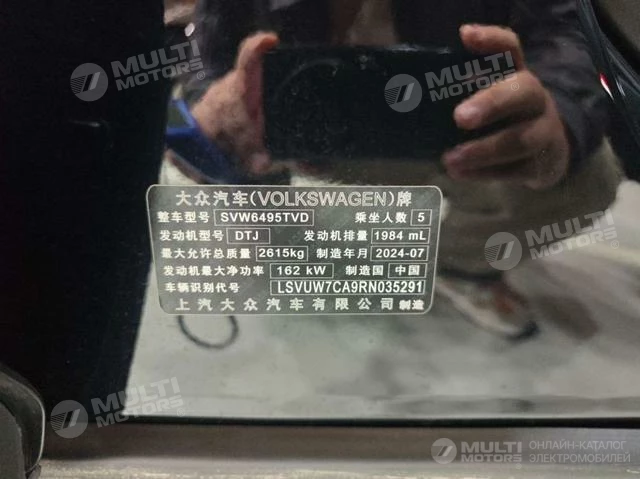 MULTI MOTORS®
MULTI MOTORS®
大众汽车(VOLKSWAGEN)牌
整车型号 SVW6495TVD 乘坐人数 5
发动机型号 DTJ 发动机排量 1984 mL
最大允许总质量 2615kg 制造年月 2024-07
发动机最大净功率 162 kW 制造国 中国
车辆识别代号 LSVUW7CA9RN035291
上汽大众汽车有限公司 制造
MULTI MOTORS®
MULTI MOTORS®
MULTI MOTORS
ОНЛАЙН-КАТАЛОГ
ЭЛЕКТРОМОБИЛЕЙ